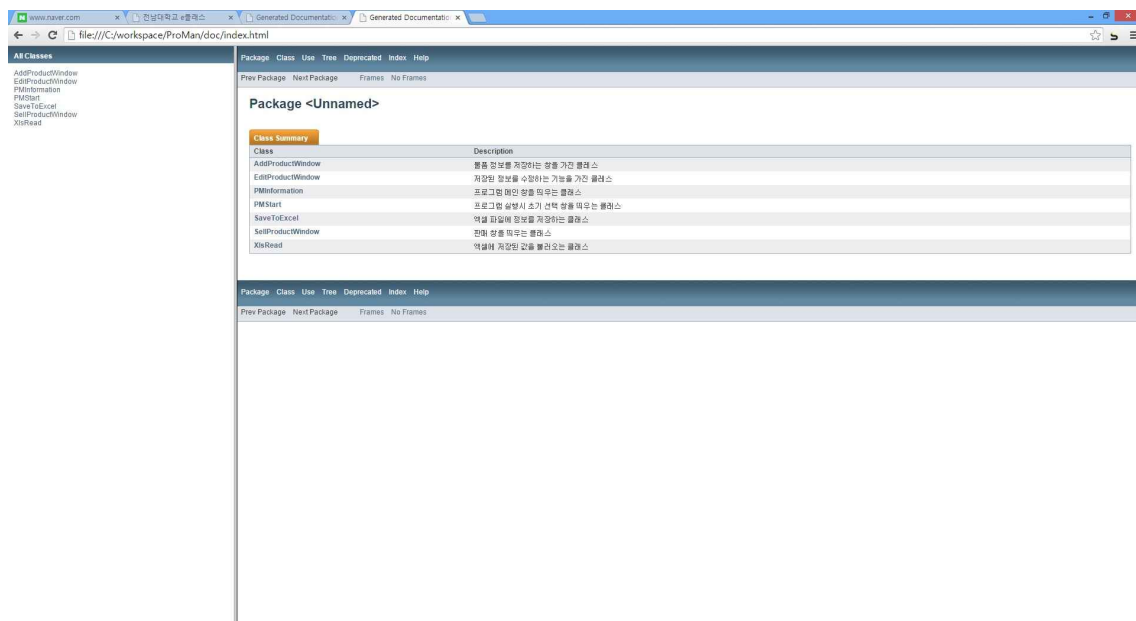 www.naver.com
전남대학교 e클래스
Generated Documentatio
Generated Documentatio
file:///C:/workspace/ProMan/doc/index.html
All Classes
AddProductWindow
EditProductWindow
PMInformation
PMStart
SaveToExcel
SellProductWindow
XlsRead
Package Class Use Tree Deprecated Index Help
Prev Package Next Package Frames No Frames
Package <Unnamed>
Class Summary
Class Description
AddProductWindow 물품 정보를 저장하는 창을 가진 클래스
EditProductWindow 저장된 정보를 수정하는 기능을 가진 클래스
PMInformation 프로그램 메인 창을 띄우는 클래스
PMStart 프로그램 실행시 초기 선택 창을 띄우는 클래스
SaveToExcel 엑셀 파일에 정보를 저장하는 클래스
SellProductWindow 판매 창을 띄우는 클래스
XlsRead 엑셀에 저장된 값을 불러오는 클래스
Package Class Use Tree Deprecated Index Help
Prev Package Next Package Frames No Frames